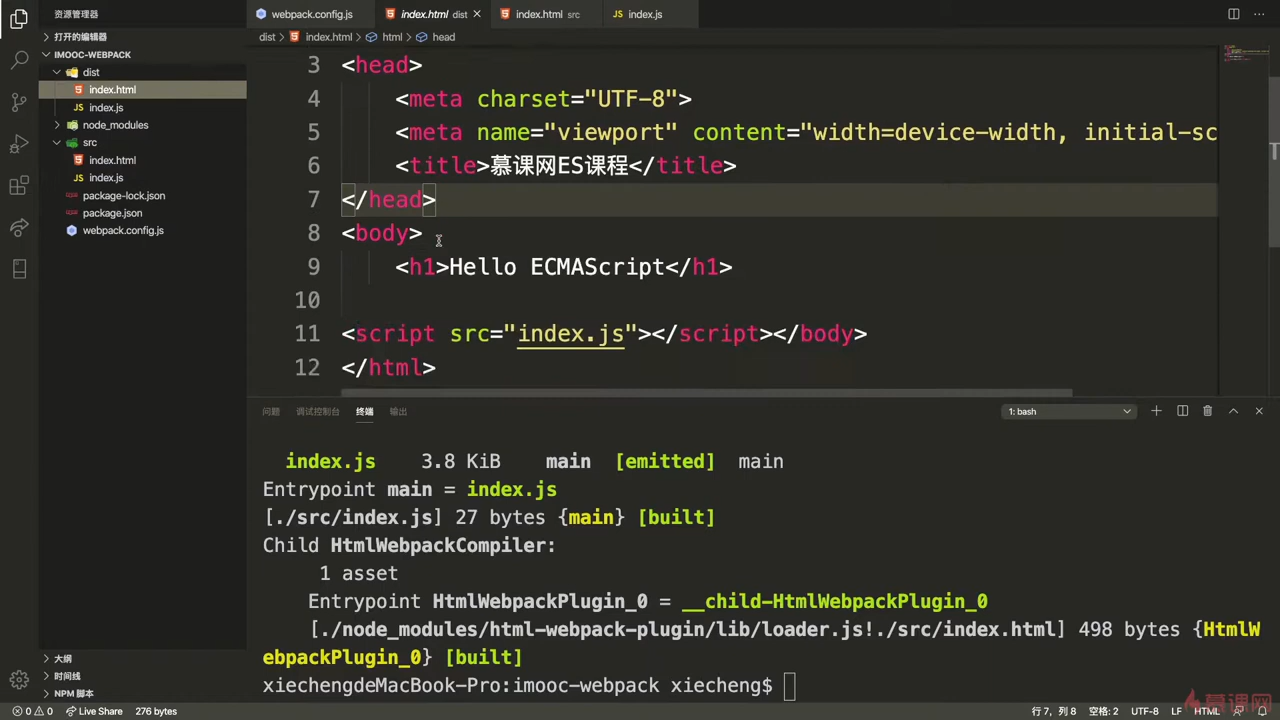 资源管理器
webpack.config.js
index.html dist
index.html src
index.js
打开的编辑器
dist > index.html > html > head
IMOOC-WEBPACK
dist
index.html
index.js
node_modules
src
index.html
index.js
package-lock.json
package.json
webpack.config.js
3 <head>
4 <meta charset="UTF-8">
5 <meta name="viewport" content="width=device-width, initial-sc
6 <title>慕课网ES课程</title>
7 </head>
8 <body>
9 <h1>Hello ECMAScript</h1>
10
11 <script src="index.js"></script></body>
12 </html>
问题 调试控制台 终端 输出
1: bash
index.js 3.8 KiB main [emitted] main
Entrypoint main = index.js
[./src/index.js] 27 bytes {main} [built]
Child HtmlWebpackCompiler:
1 asset
Entrypoint HtmlWebpackPlugin_0 = __child-HtmlWebpackPlugin_0
[./node_modules/html-webpack-plugin/lib/loader.js!./src/index.html] 498 bytes {HtmlW
ebpackPlugin_0} [built]
xiechengdeMacBook-Pro:imooc-webpack xiecheng$
大纲
时间线
NPM 脚本
0 0 Live Share 276 bytes
行 7, 列 8 空格: 2 UTF-8 LF HTML
慕课网